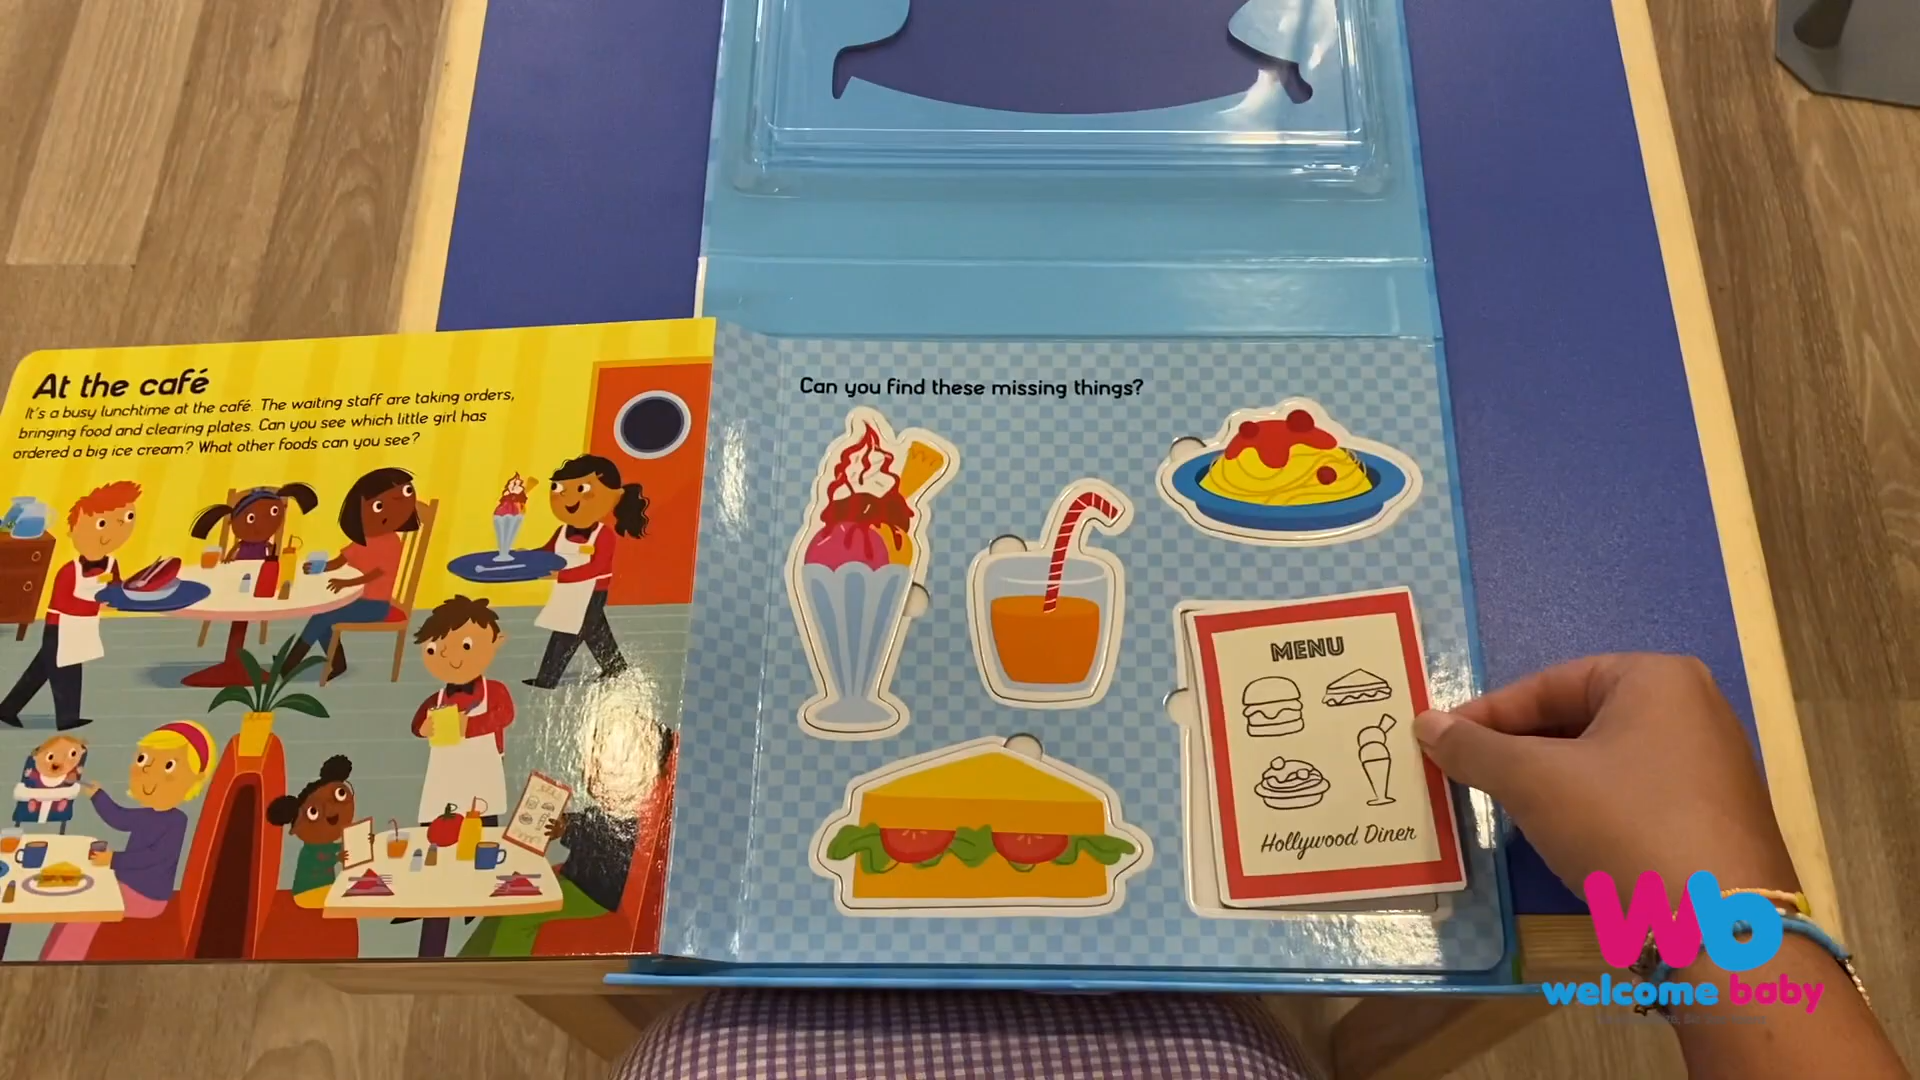 At the café
It's a busy lunchtime at the café. The waiting staff are taking orders,
bringing food and clearing plates. Can you see which little girl has
ordered a big ice cream? What other foods can you see?
Can you find these missing things?
MENU
Hollywood Diner
Wb
welcome baby